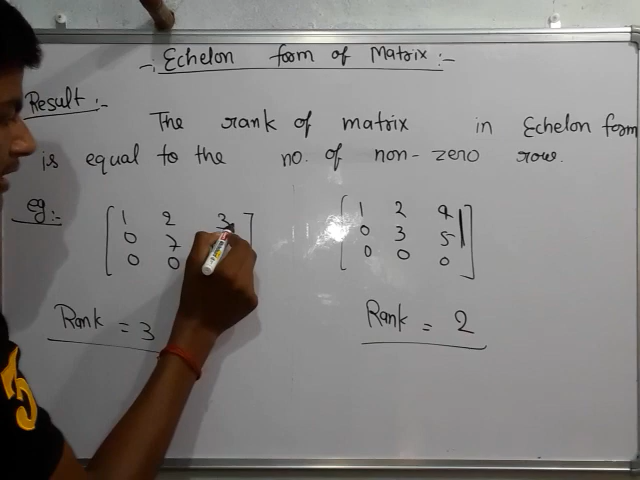 -: Echelon form of Matrix :-
Result :-
The rank of matrix in Echelon form
is equal to the no. of non-zero row.
eg:-
1 2 3
0 7
0 0
1 2 4
0 3 5
0 0 0
Rank = 3
Rank = 2